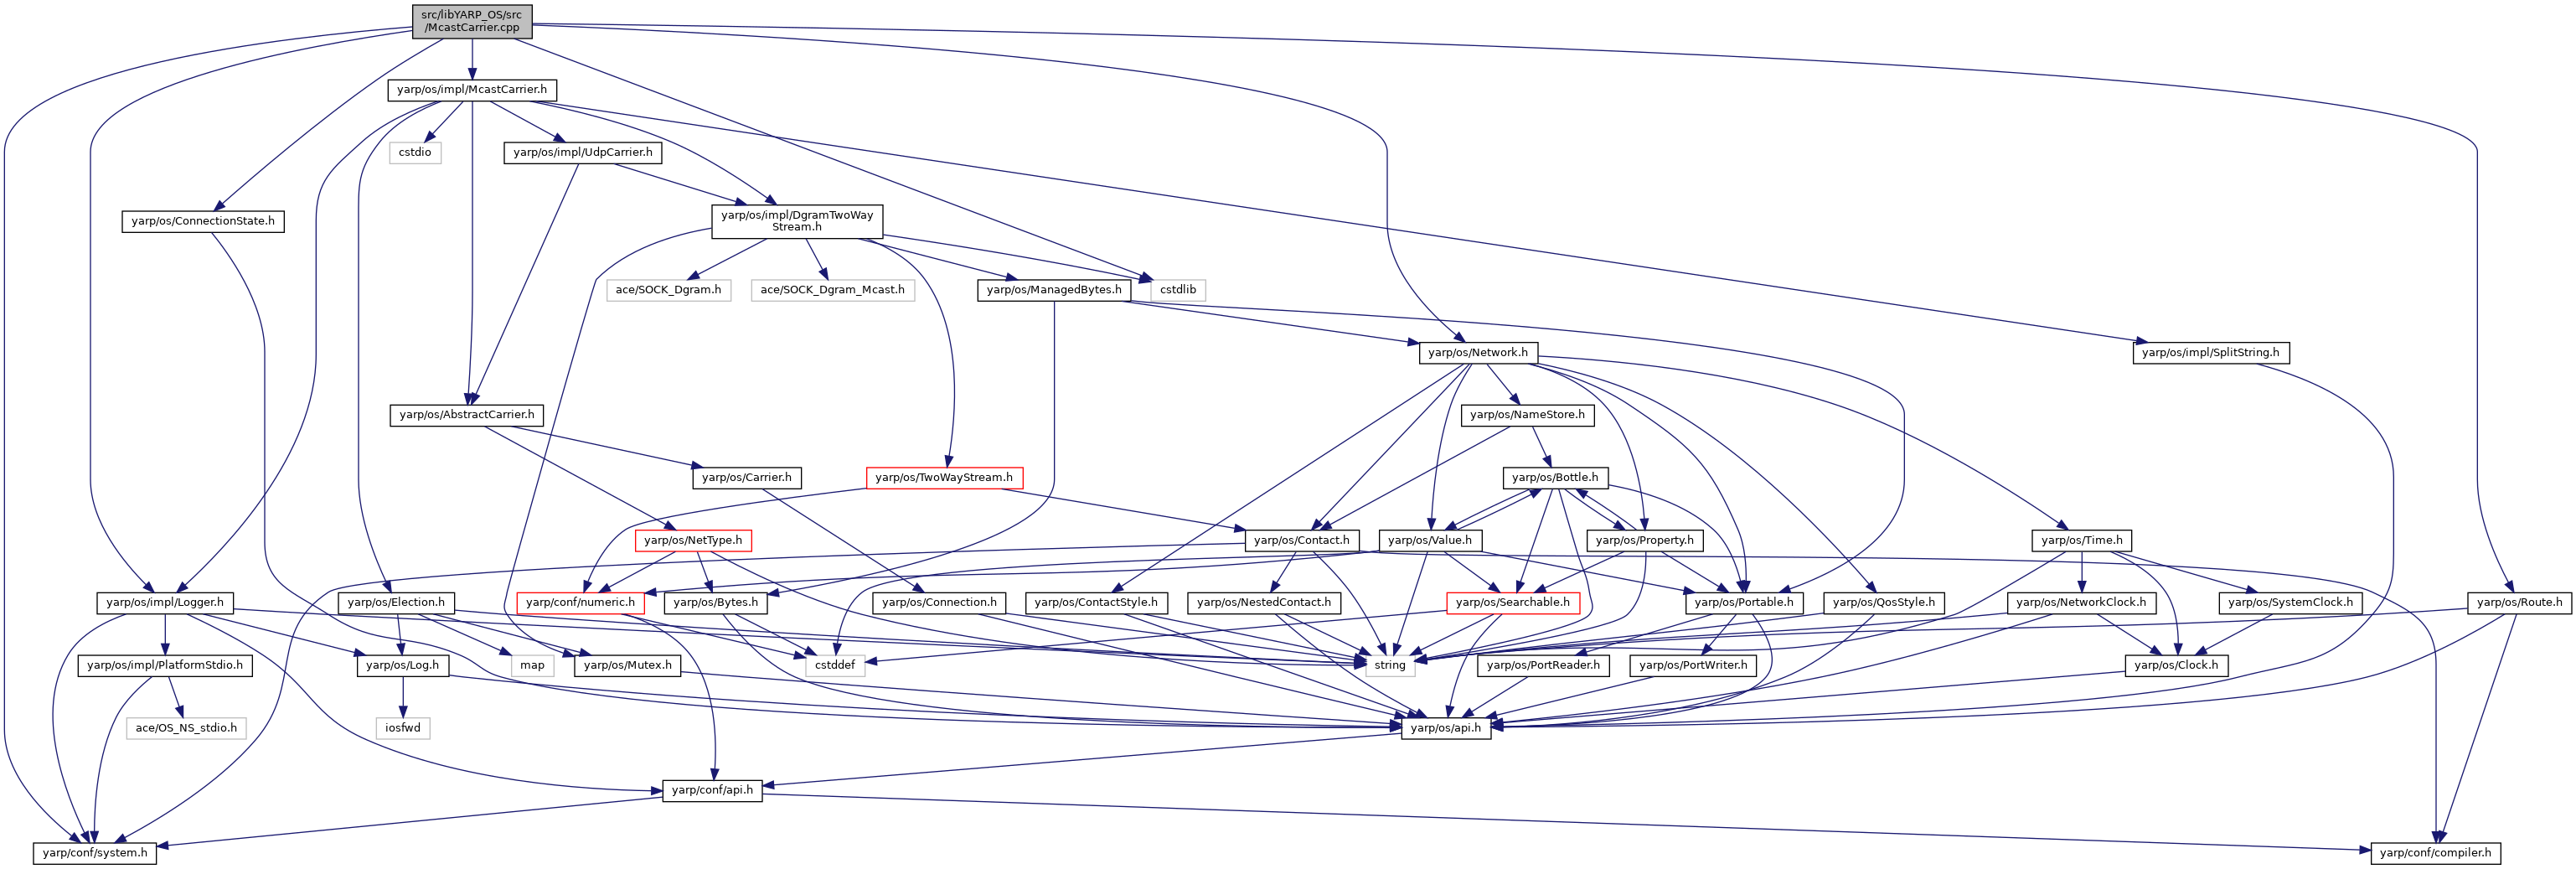 src/libYARP_OS/src
/McastCarrier.cpp
yarp/os/impl/McastCarrier.h
cstdio
yarp/os/impl/UdpCarrier.h
yarp/os/ConnectionState.h
yarp/os/impl/DgramTwoWay
Stream.h
ace/SOCK_Dgram.h
ace/SOCK_Dgram_Mcast.h
yarp/os/ManagedBytes.h
cstdlib
yarp/os/Network.h
yarp/os/impl/SplitString.h
yarp/os/AbstractCarrier.h
yarp/os/NameStore.h
yarp/os/Carrier.h
yarp/os/TwoWayStream.h
yarp/os/Bottle.h
yarp/os/NetType.h
yarp/os/Contact.h
yarp/os/Value.h
yarp/os/Property.h
yarp/os/Time.h
yarp/os/impl/Logger.h
yarp/os/Election.h
yarp/conf/numeric.h
yarp/os/Bytes.h
yarp/os/Connection.h
yarp/os/ContactStyle.h
yarp/os/NestedContact.h
yarp/os/Searchable.h
yarp/os/Portable.h
yarp/os/QosStyle.h
yarp/os/NetworkClock.h
yarp/os/SystemClock.h
yarp/os/Route.h
yarp/os/impl/PlatformStdio.h
yarp/os/Log.h
map
yarp/os/Mutex.h
cstddef
string
yarp/os/PortReader.h
yarp/os/PortWriter.h
yarp/os/Clock.h
ace/OS_NS_stdio.h
iosfwd
yarp/os/api.h
yarp/conf/api.h
yarp/conf/system.h
yarp/conf/compiler.h